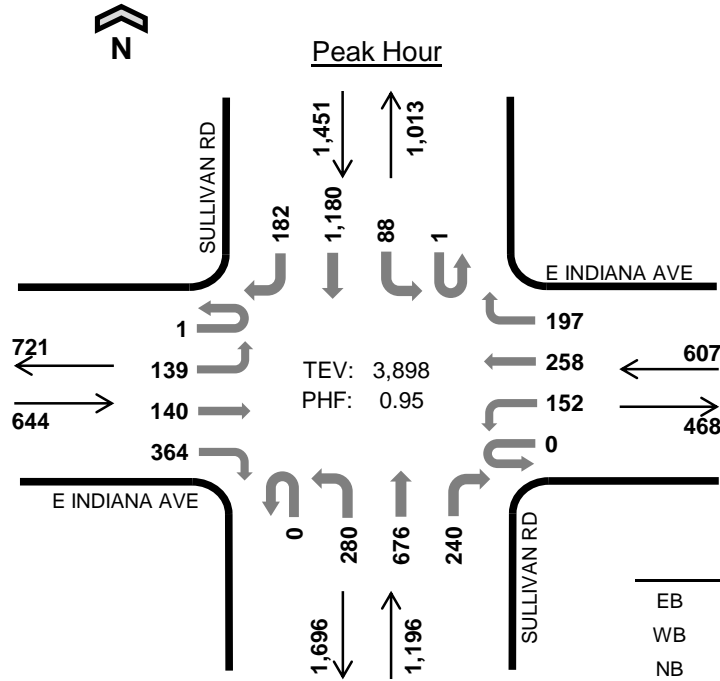 N
Peak Hour
SULLIVAN RD
1,451
1,013
182
1,180
88
1
E INDIANA AVE
1
139
140
364
721
644
TEV: 3,898
PHF: 0.95
197
258
152
0
607
468
E INDIANA AVE
0
280
676
240
SULLIVAN RD
1,696
1,196
EB
WB
NB